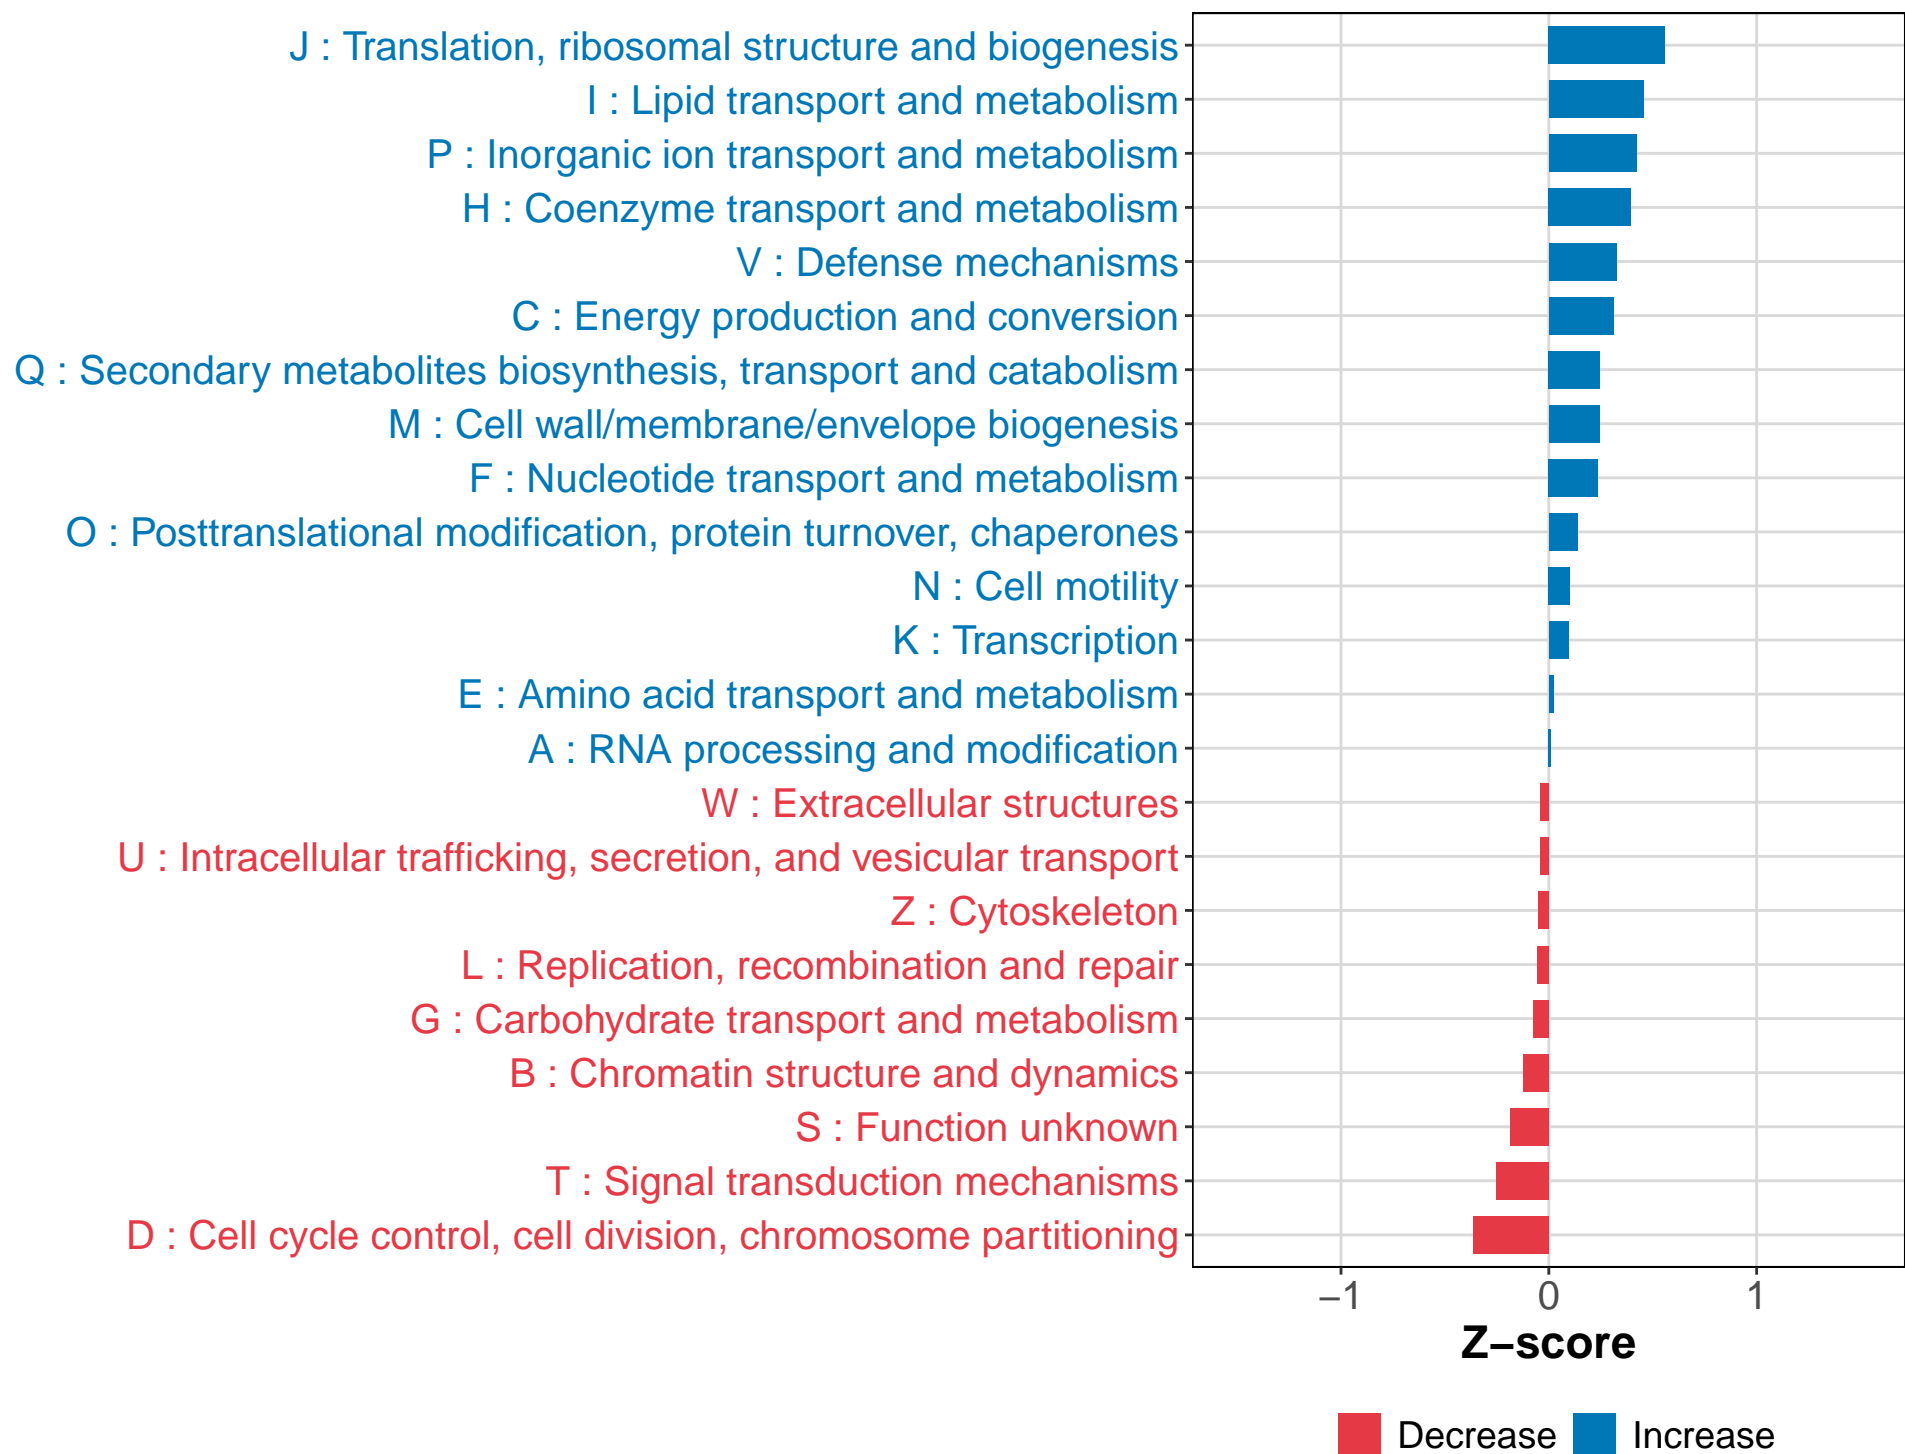 J : Translation, ribosomal structure and biogenesis
I : Lipid transport and metabolism
P : Inorganic ion transport and metabolism
H : Coenzyme transport and metabolism
V : Defense mechanisms
C : Energy production and conversion
Q : Secondary metabolites biosynthesis, transport and catabolism
M : Cell wall/membrane/envelope biogenesis
F : Nucleotide transport and metabolism
O : Posttranslational modification, protein turnover, chaperones
N : Cell motility
K : Transcription
E : Amino acid transport and metabolism
A : RNA processing and modification
W : Extracellular structures
U : Intracellular trafficking, secretion, and vesicular transport
Z : Cytoskeleton
L : Replication, recombination and repair
G : Carbohydrate transport and metabolism
B : Chromatin structure and dynamics
S : Function unknown
T : Signal transduction mechanisms
D : Cell cycle control, cell division, chromosome partitioning
−1 0 1
Z−score
Decrease Increase